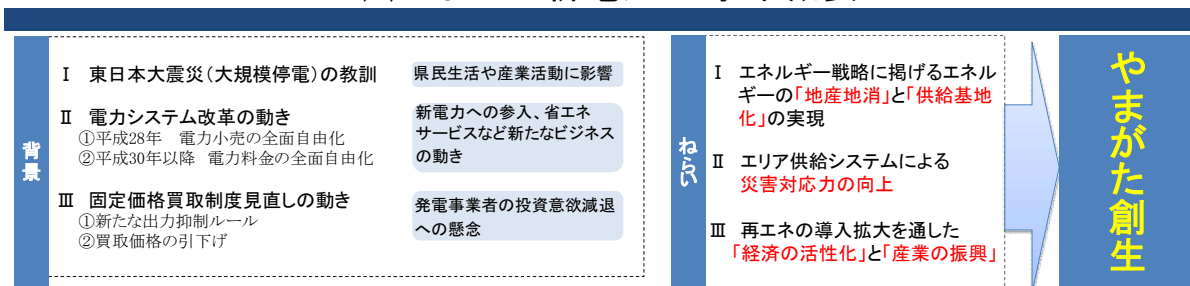 背景
Ⅰ 東日本大震災(大規模停電)の教訓
県民生活や産業活動に影響
Ⅱ 電力システム改革の動き
①平成28年 電力小売の全面自由化
②平成30年以降 電力料金の全面自由化
新電力への参入、省エネ
サービスなど新たなビジネス
の動き
Ⅲ 固定価格買取制度見直しの動き
①新たな出力抑制ルール
②買取価格の引下げ
発電事業者の投資意欲減退
への懸念
ねらい
Ⅰ エネルギー戦略に掲げるエネル
ギーの「地産地消」と「供給基地
化」の実現
Ⅱ エリア供給システムによる
災害対応力の向上
Ⅲ 再エネの導入拡大を通した
「経済の活性化」と「産業の振興」
やまがた創生